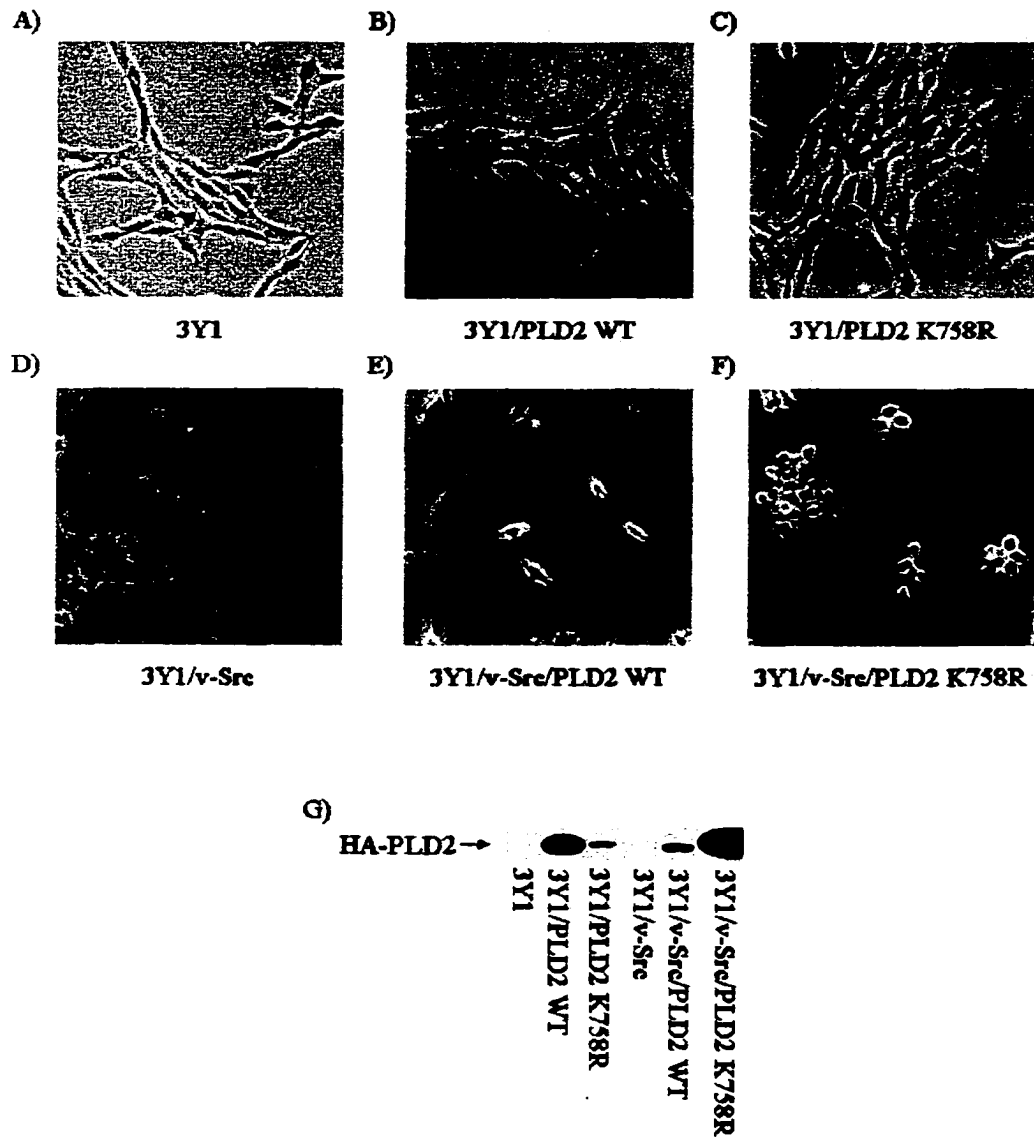 A)
B)
C)
3Y1
3Y1/PLD2 WT
3Y1/PLD2 K758R
D)
E)
F)
3Y1/v-Src
3Y1/v-Src/PLD2 WT
3Y1/v-Src/PLD2 K758R
G)
HA-PLD2→
3Y1
3Y1/PLD2 WT
3Y1/PLD2 K758R
3Y1/v-Src
3Y1/v-Src/PLD2 WT
3Y1/v-Src/PLD2 K758R